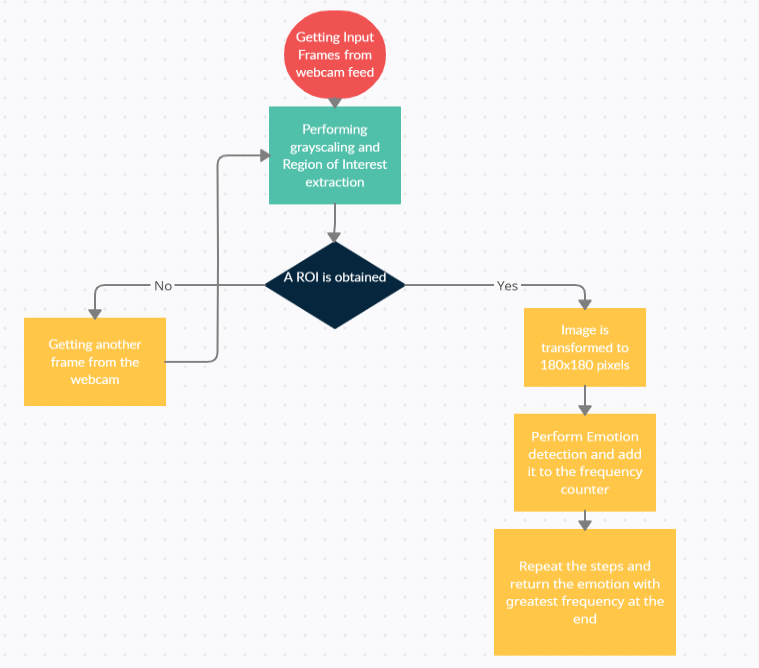 Getting Input
Frames from
webcam feed
Performing
grayscaling and
Region of Interest
extraction
A ROI is obtained
No
Yes
Getting another
frame from the
webcam
Image is
transformed to
180x180 pixels
Perform Emotion
detection and add
it to the frequency
counter
Repeat the steps and
return the emotion with
greatest frequency at the
end